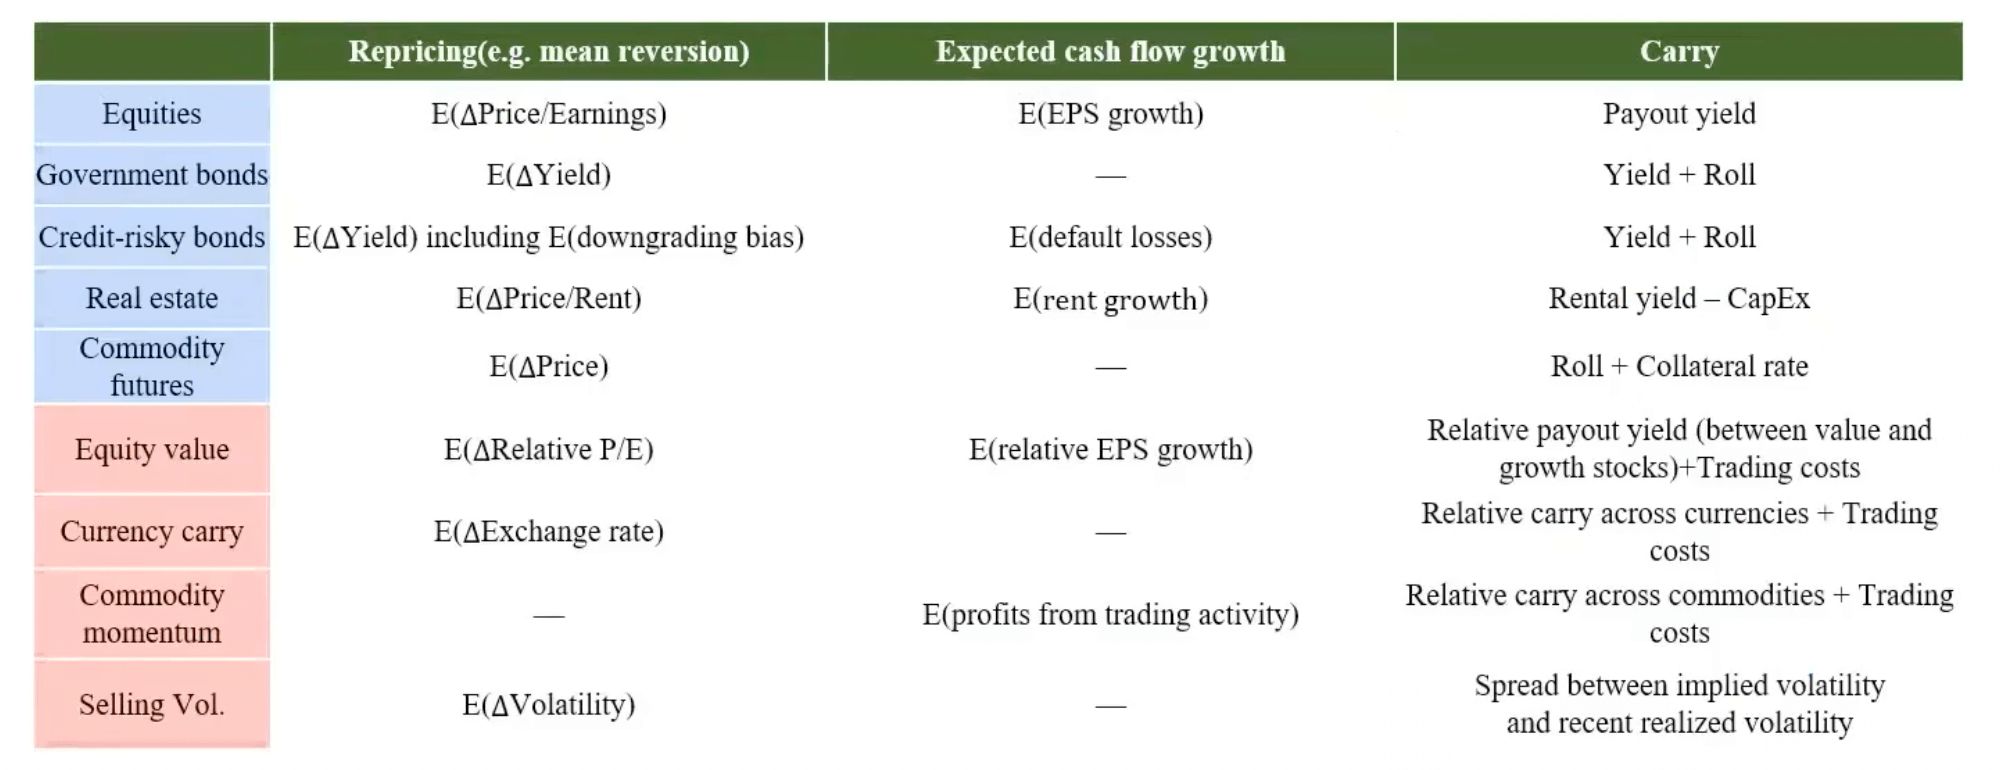 Repricing(e.g. mean reversion) Expected cash flow growth Carry
Equities E(ΔPrice/Earnings) E(EPS growth) Payout yield
Government bonds E(ΔYield) — Yield + Roll
Credit-risky bonds E(ΔYield) including E(downgrading bias) E(default losses) Yield + Roll
Real estate E(ΔPrice/Rent) E(rent growth) Rental yield – CapEx
Commodity
futures
E(ΔPrice) — Roll + Collateral rate
Equity value E(ΔRelative P/E) E(relative EPS growth)
Relative payout yield (between value and
growth stocks)+Trading costs
Currency carry E(ΔExchange rate) —
Relative carry across currencies + Trading
costs
Commodity
momentum
— E(profits from trading activity)
Relative carry across commodities + Trading
costs
Selling Vol. E(ΔVolatility) —
Spread between implied volatility
and recent realized volatility